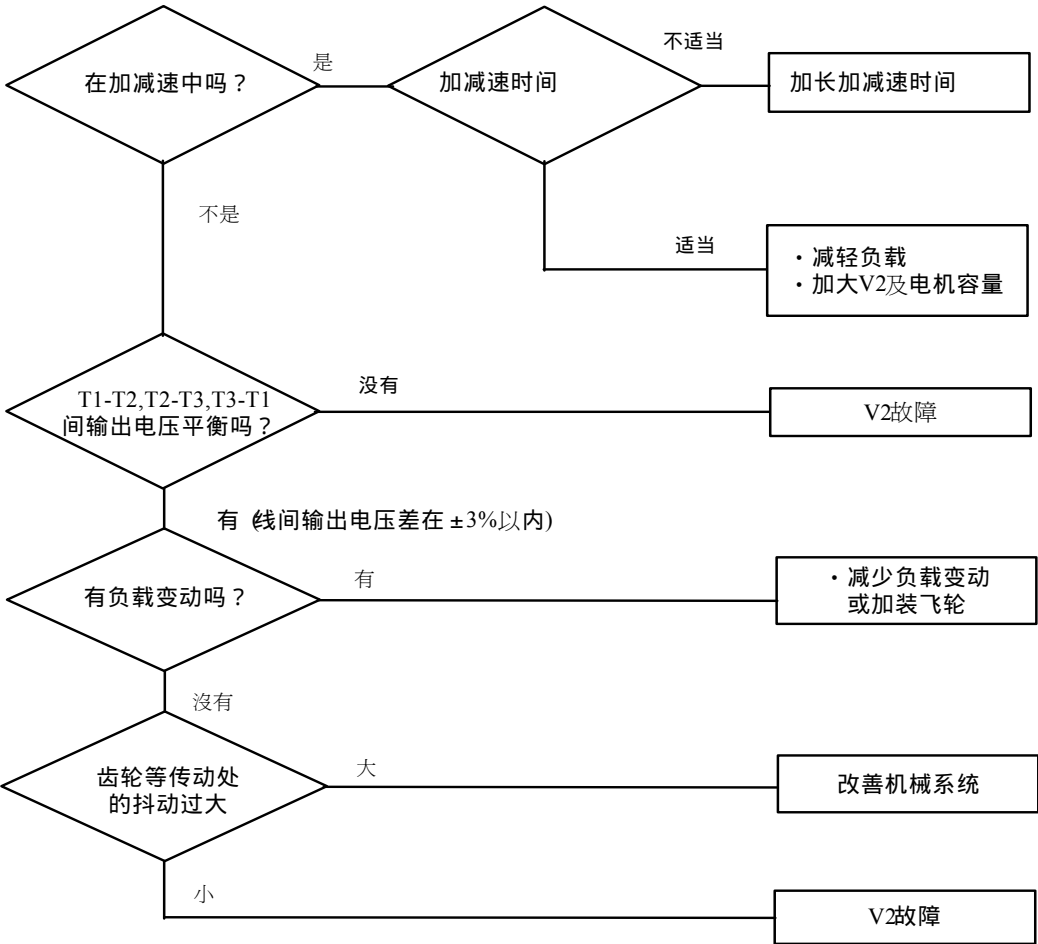 在加减速中吗？
是
加减速时间
不适当
加长加减速时间
不是
适当
・减轻负载
・加大V2及电机容量
T1-T2,T2-T3,T3-T1
间输出电压平衡吗？
没有
V2故障
有 (线间输出电压差在 ±3%以内)
有负载变动吗？
有
・减少负载变动
或加装飞轮
沒有
齿轮等传动处
的抖动过大
大
改善机械系统
小
V2故障